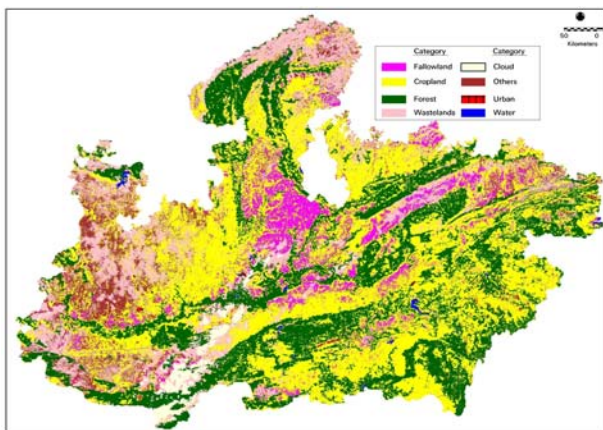 50 0
Kilometers
Category Category
Fallowland Cloud
Cropland Others
Forest Urban
Wastelands Water